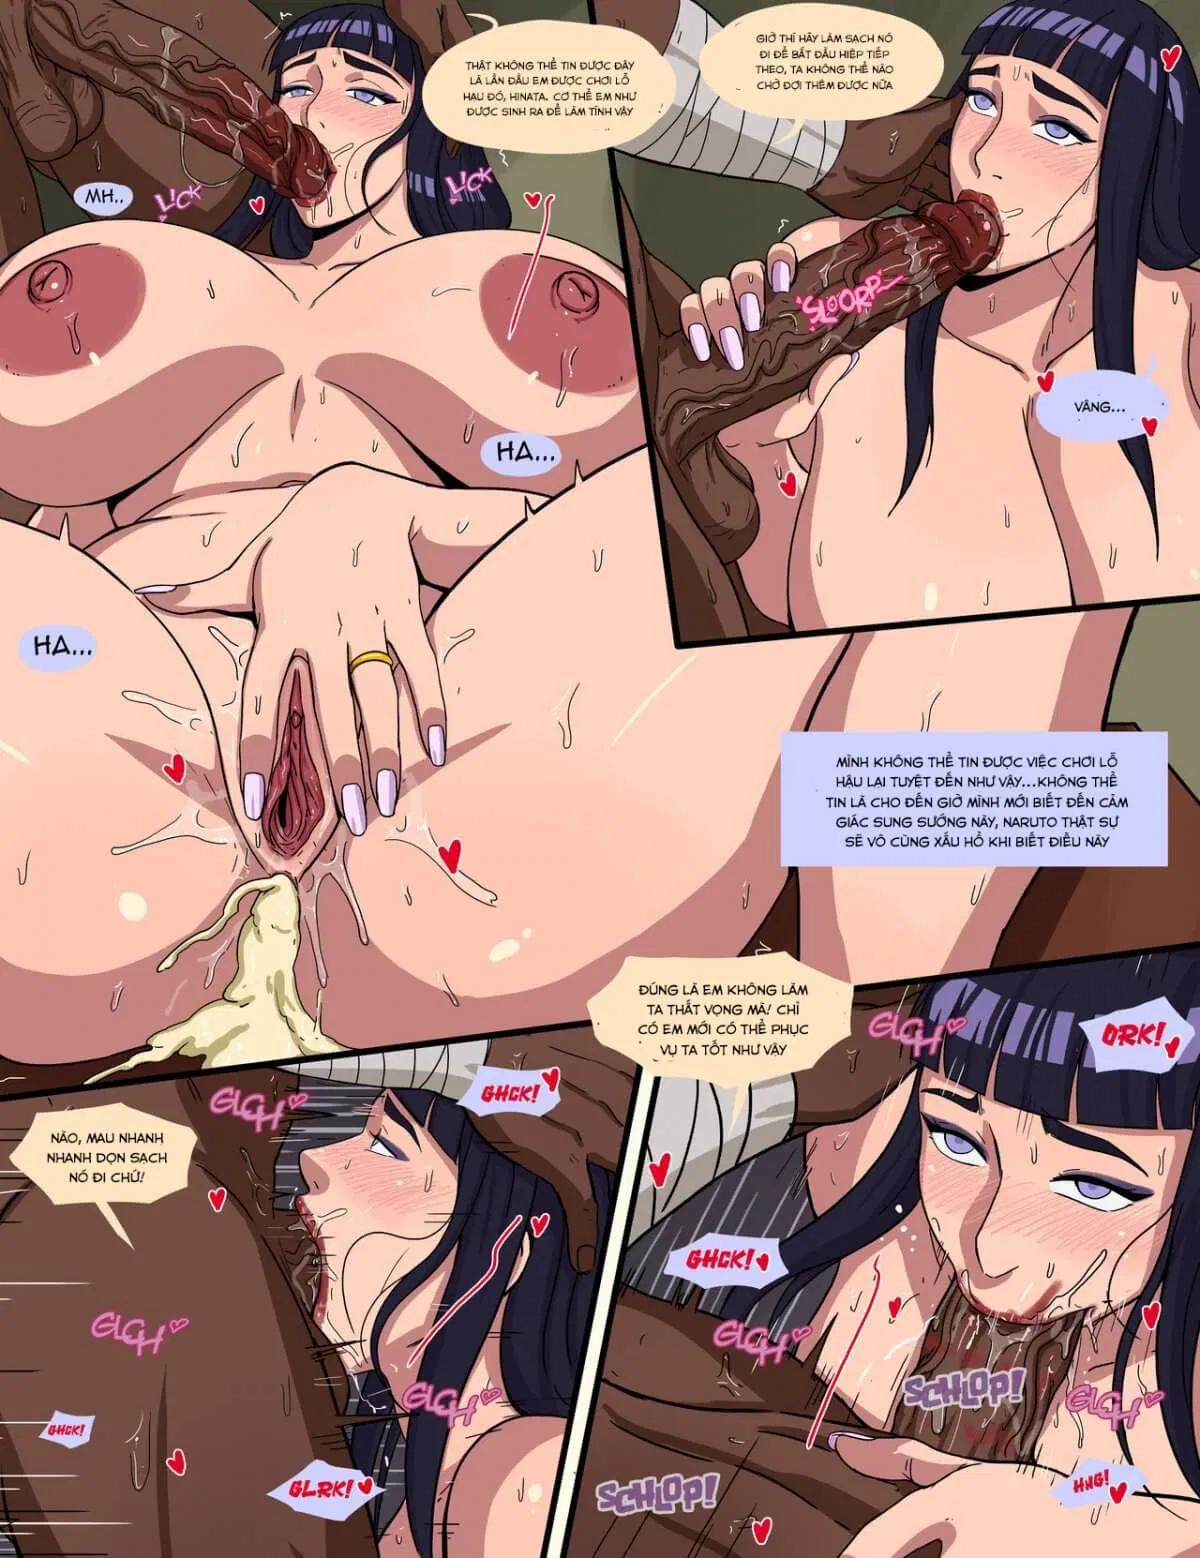 THẬT KHÔNG THỂ TIN ĐƯỢC ĐÂY
LÀ LẦN ĐẦU EM ĐƯỢC CHƠI LỖ
HẬU ĐÓ, HINATA. CƠ THỂ EM NHƯ
ĐƯỢC SINH RA ĐỂ LÀM TÌNH VẬY
MH..
LICK
LICK
HA...
HA...
GIỜ THÌ HÃY LÀM SẠCH NÓ
ĐI ĐỂ BẮT ĐẦU HIỆP TIẾP
THEO, TA KHÔNG THỂ NÀO
CHỜ ĐỢI THÊM ĐƯỢC NỮA
SLOORP
VÂNG...
MÌNH KHÔNG THỂ TIN ĐƯỢC VIỆC CHƠI LỖ
HẬU LẠI TUYỆT ĐẾN NHƯ VẬY...KHÔNG THỂ
TIN LÀ CHO ĐẾN GIỜ MÌNH MỚI BIẾT ĐẾN CẢM
GIÁC SUNG SƯỚNG NÀY, NARUTO THẬT SỰ
SẼ VÔ CÙNG XẤU HỔ KHI BIẾT ĐIỀU NÀY
NÀO, MAU NHANH
NHANH DỌN SẠCH
NÓ ĐI CHỨ!
GLCH
GHCK!
GLCH
GLCH
GHCK!
GLRK!
ĐÚNG LÀ EM KHÔNG LÀM
TA THẤT VỌNG MÀ! CHỈ
CÓ EM MỚI CÓ THỂ PHỤC
VỤ TA TỐT NHƯ VẬY
GLCH
ORK!
GHCK!
GLCH
SCHLOP!
GLCH
SCHLOP!
HNG!